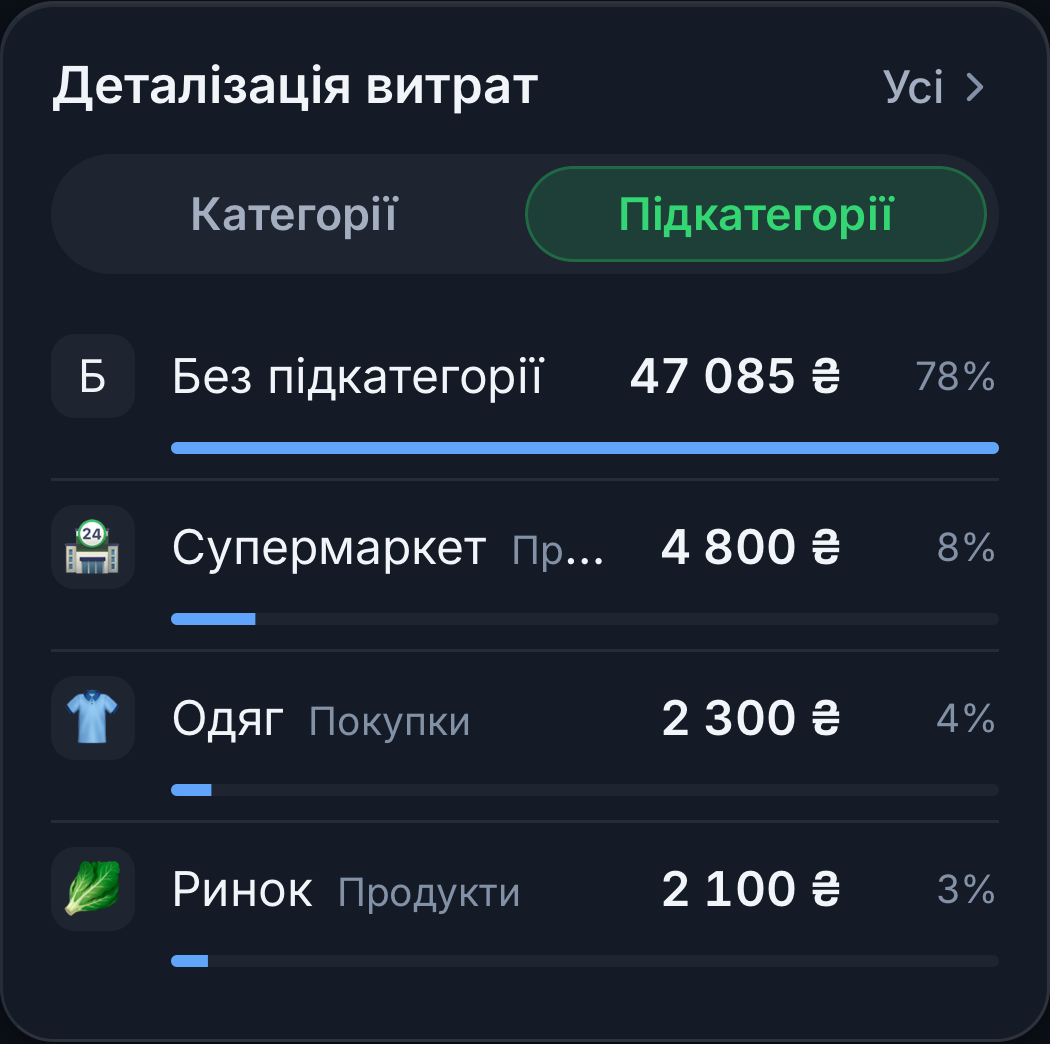 Деталізація витрат Усі
Категорії Підкатегорії
Б Без підкатегорії 47 085 ₴ 78%
24 Супермаркет Пр... 4 800 ₴ 8%
Одяг Покупки 2 300 ₴ 4%
Ринок Продукти 2 100 ₴ 3%